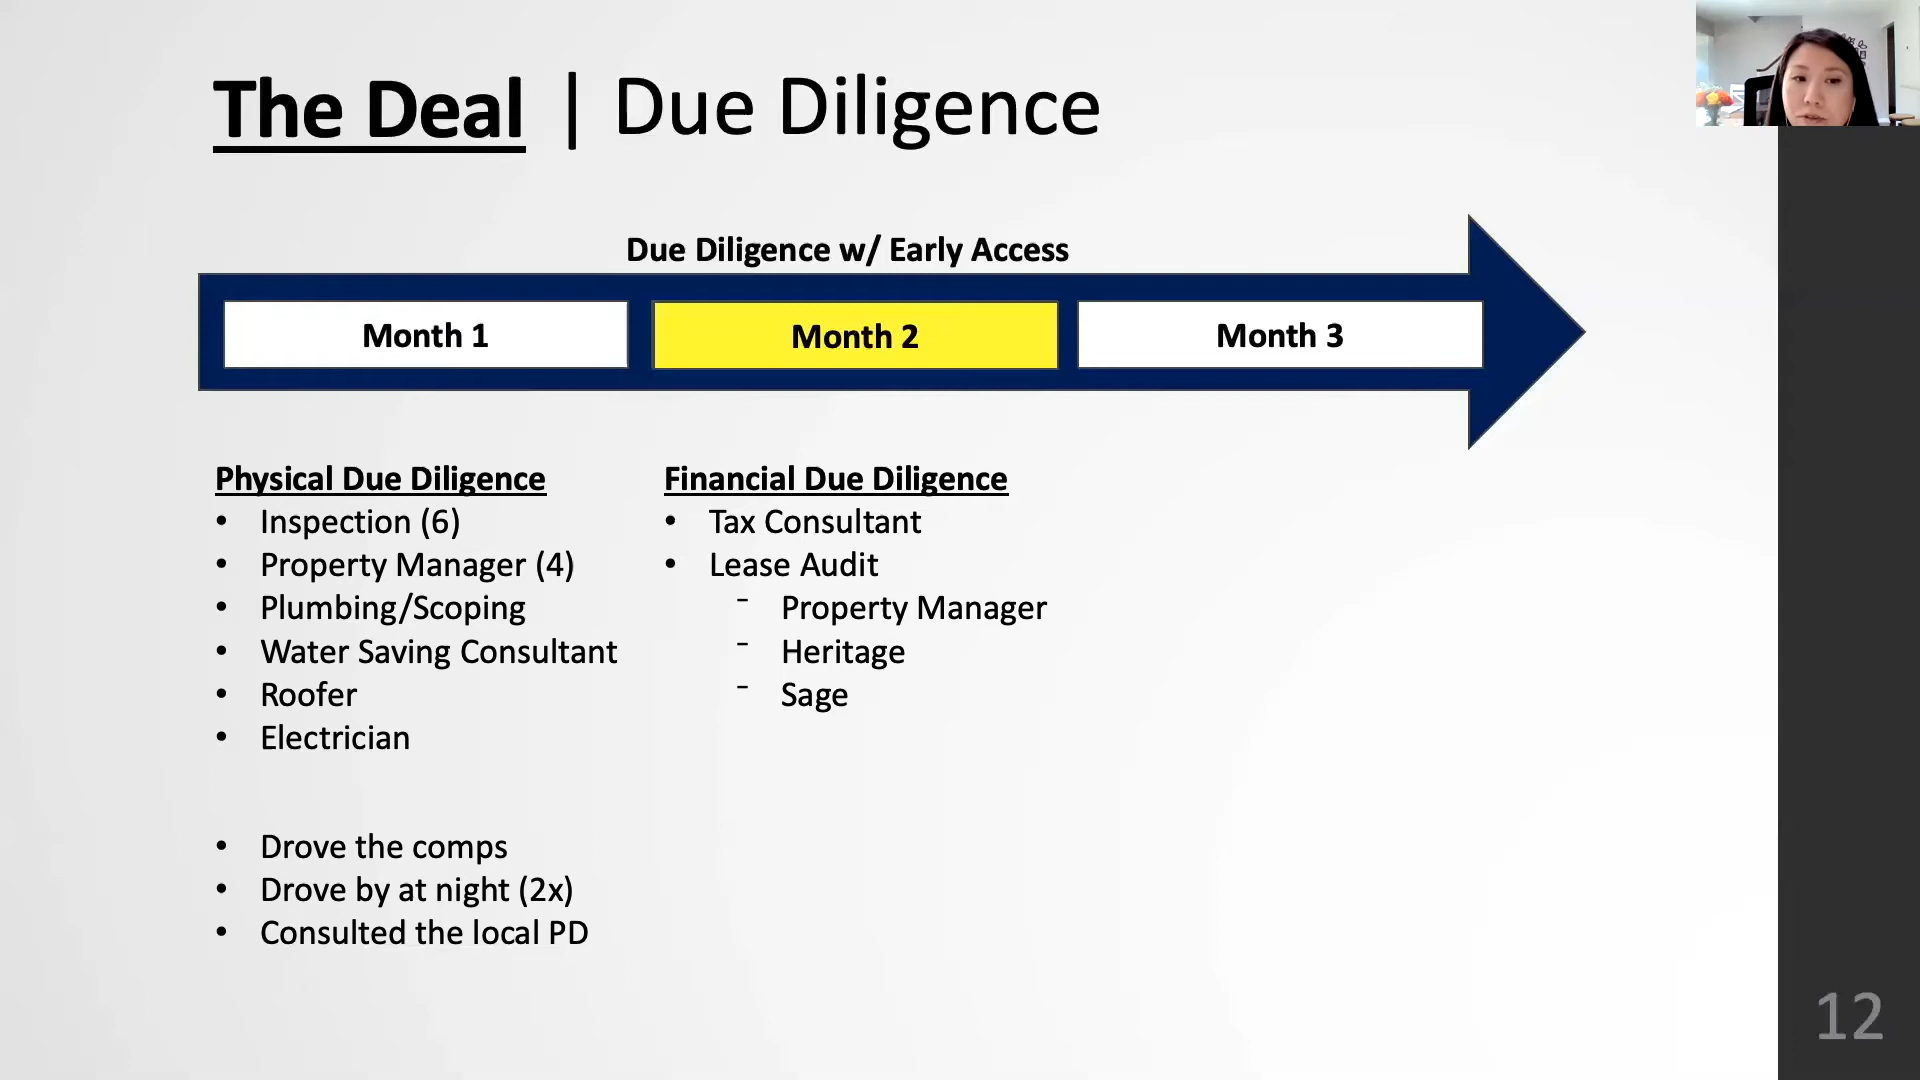 The Deal | Due Diligence
Due Diligence w/ Early Access
Month 1
Month 2
Month 3
Physical Due Diligence
• Inspection (6)
• Property Manager (4)
• Plumbing/Scoping
• Water Saving Consultant
• Roofer
• Electrician
• Drove the comps
• Drove by at night (2x)
• Consulted the local PD
Financial Due Diligence
• Tax Consultant
• Lease Audit
- Property Manager
- Heritage
- Sage
12